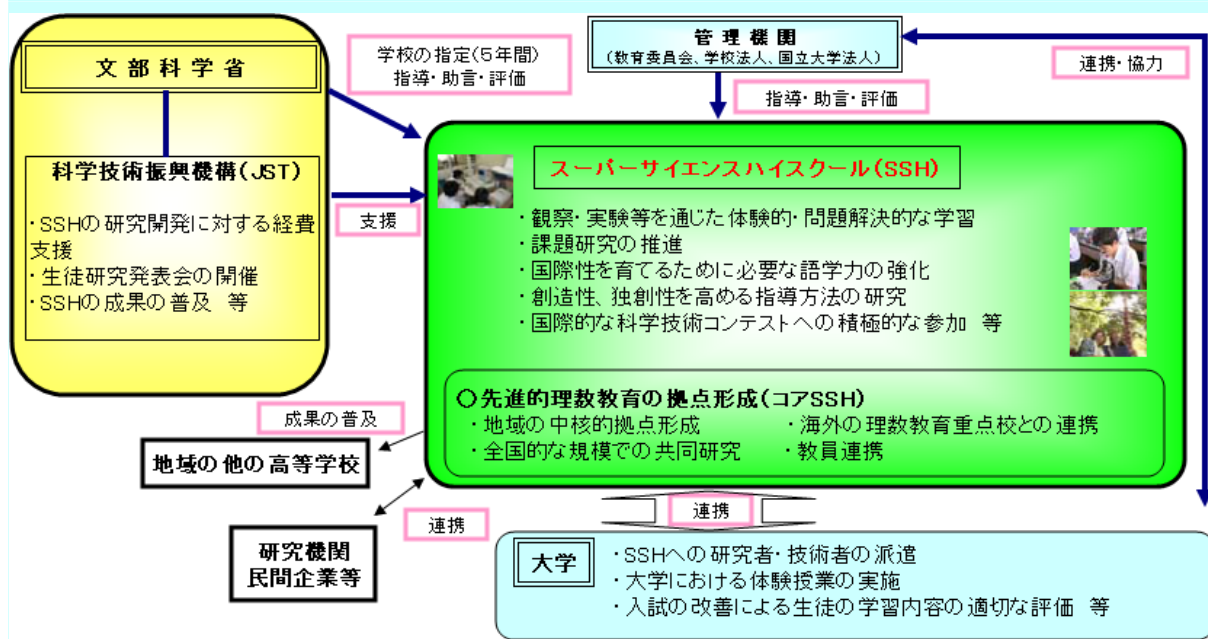 文部科学省
学校の指定(5年間)
指導・助言・評価
管理機関
(教育委員会、学校法人、国立大学法人)
連携・協力
指導・助言・評価
科学技術振興機構(JST)
・SSHの研究開発に対する経費
支援
・生徒研究発表会の開催
・SSHの成果の普及 等
支援
スーパーサイエンスハイスクール(SSH)
・観察・実験等を通じた体験的・問題解決的な学習
・課題研究の推進
・国際性を育てるために必要な語学力の強化
・創造性、独創性を高める指導方法の研究
・国際的な科学技術コンテストへの積極的な参加 等
○先進的理数教育の拠点形成(コアSSH)
・地域の中核的拠点形成
・海外の理数教育重点校との連携
・全国的な規模での共同研究
・教員連携
成果の普及
地域の他の高等学校
連携
研究機関
民間企業等
連携
大学
・SSHへの研究者・技術者の派遣
・大学における体験授業の実施
・入試の改善による生徒の学習内容の適切な評価 等